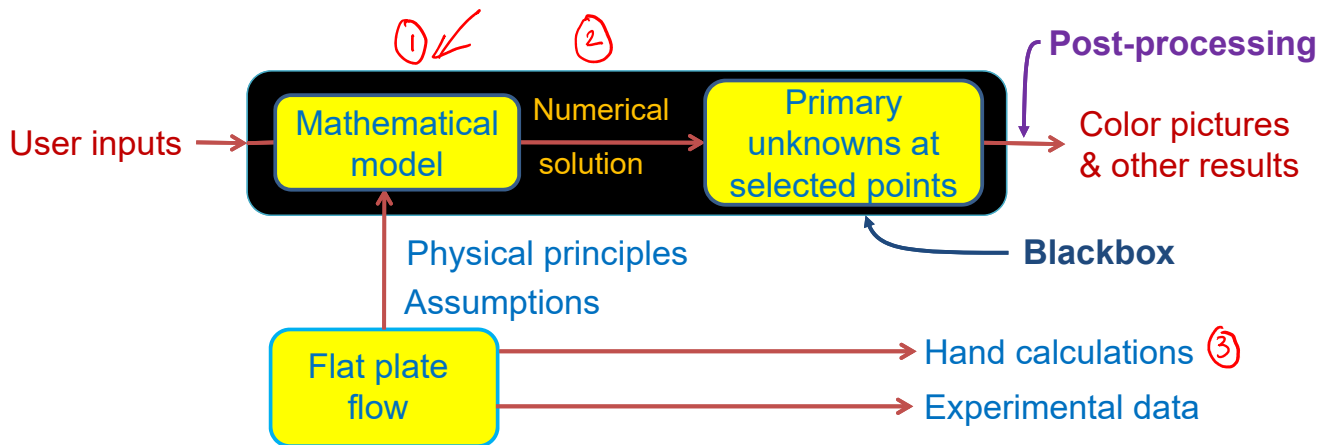 1
2
Post-processing
User inputs
Mathematical
model
Numerical
solution
Primary
unknowns at
selected points
Color pictures
& other results
Physical principles
Assumptions
Blackbox
Flat plate
flow
Hand calculations 3
Experimental data